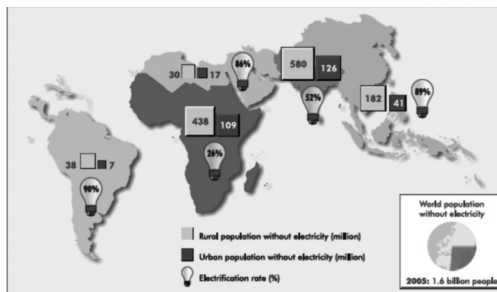 86%
30 17
580
126
52%
182
41
89%
438
109
26%
38 7
90%
Rural population without electricity (million)
Urban population without electricity (million)
Electrification rate (%)
World population
without electricity
2005: 1.6 billion people